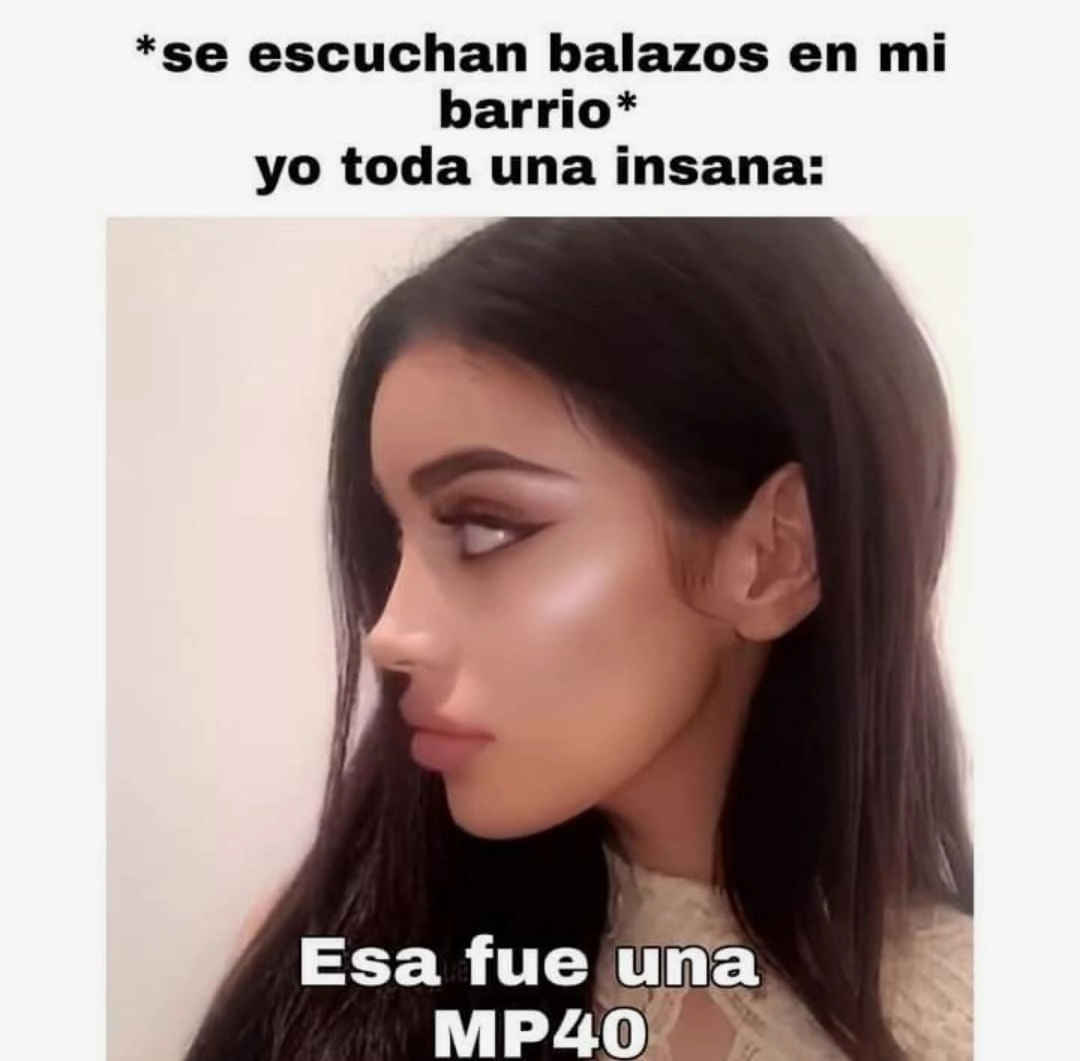 *se escuchan balazos en mi
barrio*
yo toda una insana:
Esa fue una
MP40